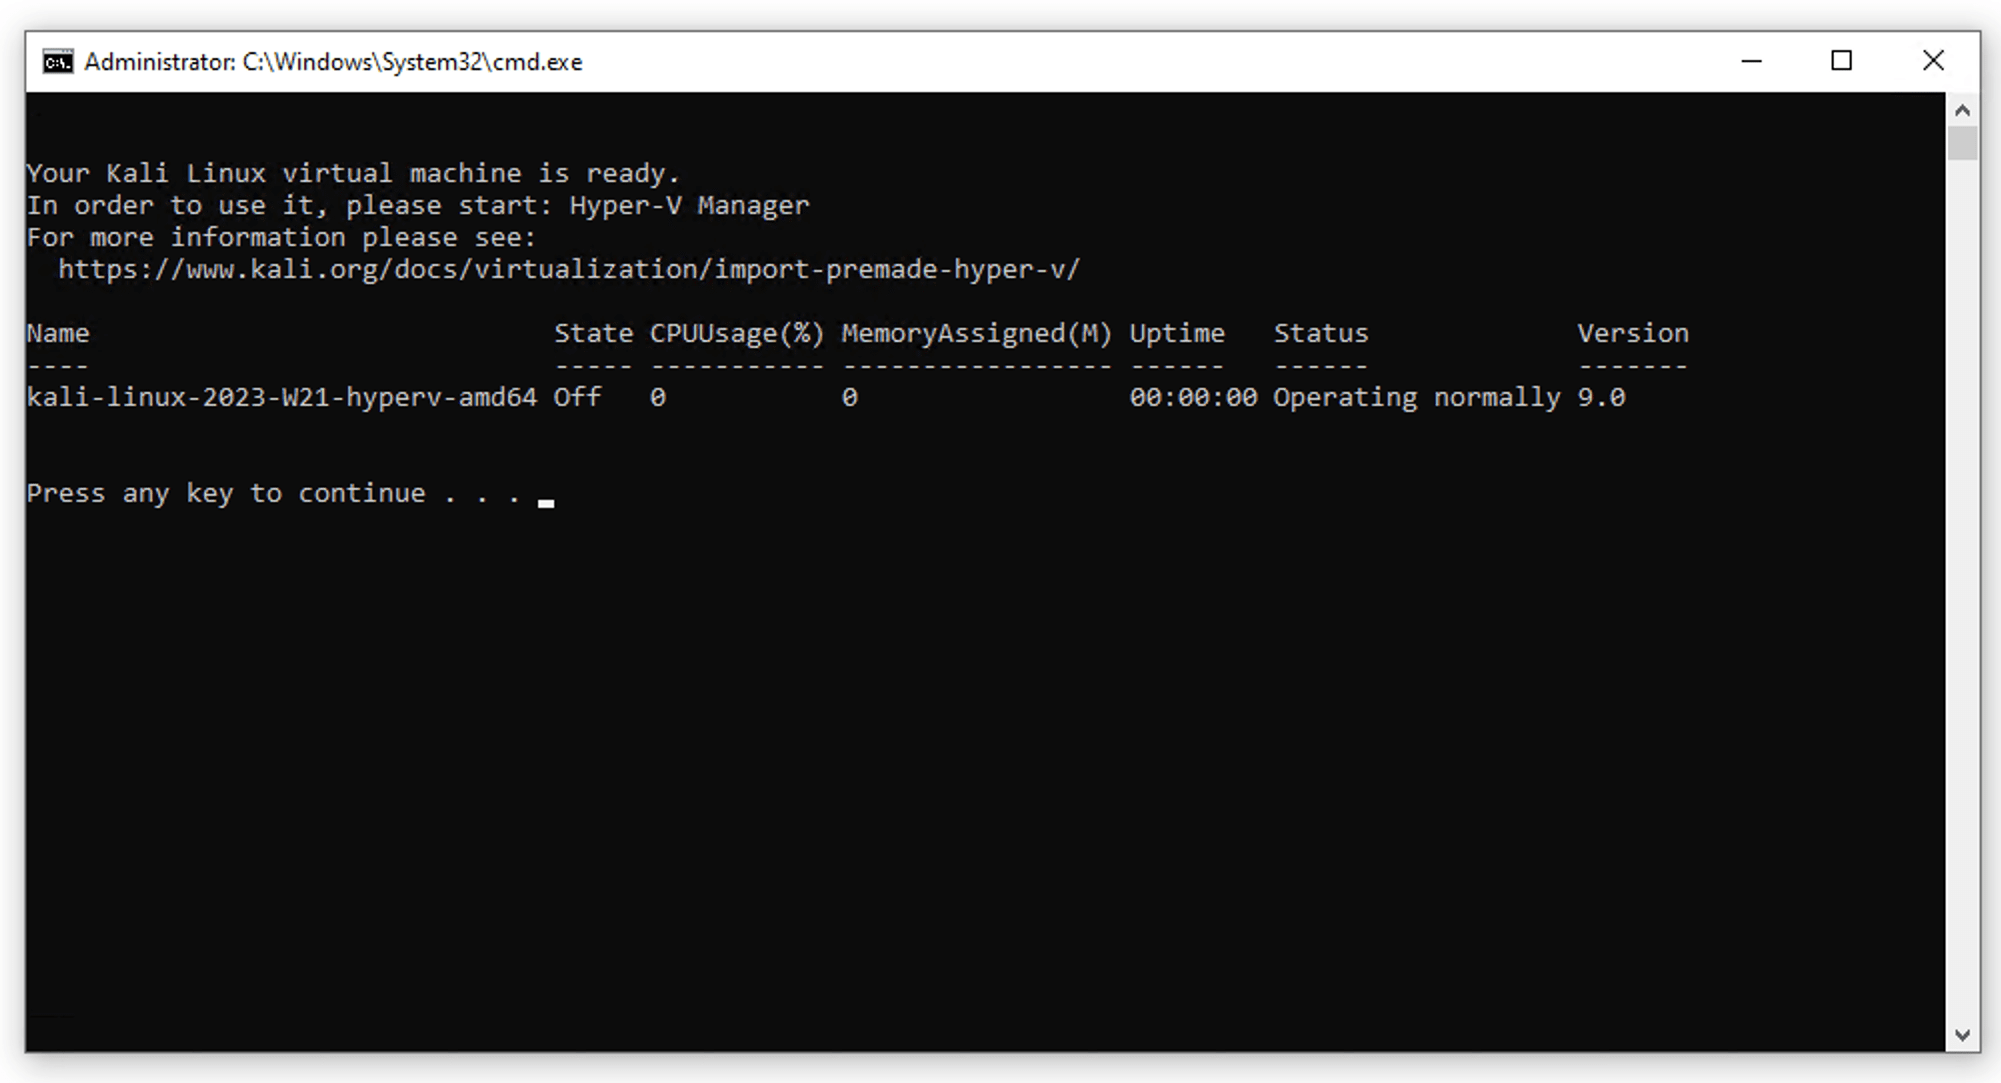 Administrator: C:\Windows\System32\cmd.exe
Your Kali Linux virtual machine is ready.
In order to use it, please start: Hyper-V Manager
For more information please see:
  https://www.kali.org/docs/virtualization/import-premade-hyper-v/
Name                             State CPUUsage(%) MemoryAssigned(M) Uptime   Status             Version
----                             ----- ----------- ----------------- ------   ------             -------
kali-linux-2023-W21-hyperv-amd64 Off   0           0                 00:00:00 Operating normally 9.0
Press any key to continue . . .